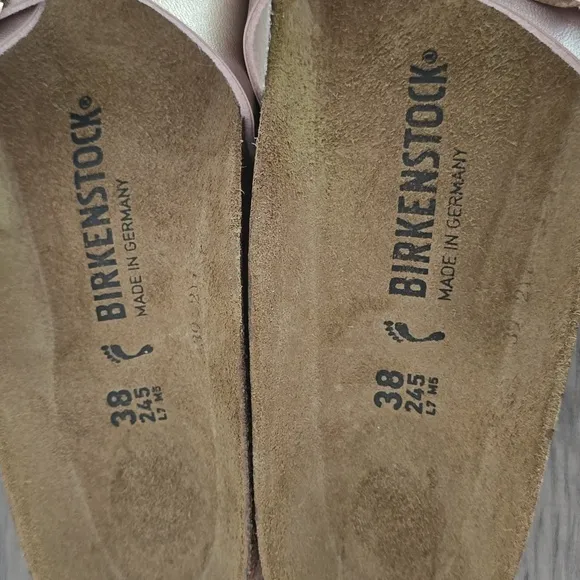 BIRKENSTOCK®
MADE IN GERMANY
38
245
L7 M5
BIRKENSTOCK®
MADE IN GERMANY
38
245
L7 M5